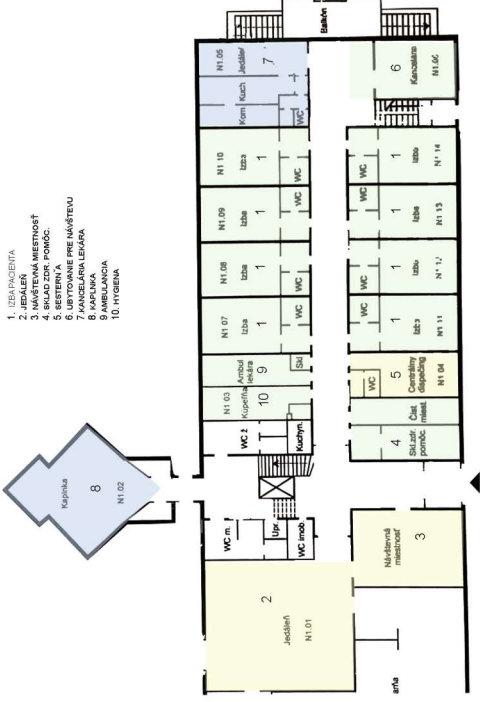 1. IZBA PACIENTA
2. JEDÁLEŇ
3. NÁVŠTEVNÁ MIESTNOSŤ
4. SKLAD ZDR. POMÔC.
6. UBYTOVANIE PRE NÁVŠTEVU
7.KANCELÁRIA LEKÁRA
8. KAPLNKA
9 AMBULANCIA
10. HYGIENA
Kaplnka
8
N1.02
Balkón
N1.05
Jedáleň
7
Kuch
Kom
WC
N1 10
Izba
1
WC
N1.09
Izba
1
WC
N1.08
Izba
1
WC
N1 07
Izba
1
WC
Ambul
lekára
9
Skl
N1 03
Kúpeľňa
10
WC ž
Kuchyn.
WC m.
Upr.
WC imob.
2
Jedáleň
N1.01
6
Kancelária
N1.06
WC
1
Izba
N1 14
WC
1
Izba
N1 13
WC
1
Izba
WC
1
Izba
N1 11
WC
5
Centrálny
dispečing
N1 04
Čist
miest.
4
Skl.zdr.
pomôc.
Návštevná
miestnosť
3